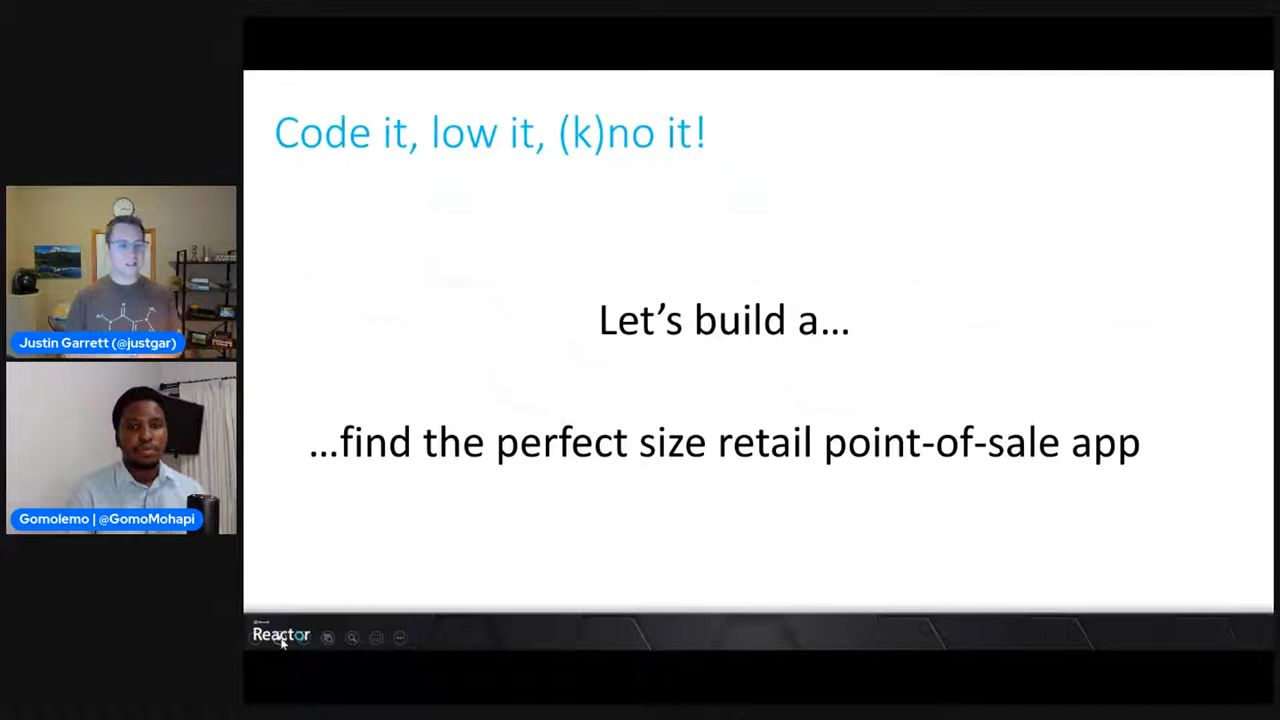 Code it, low it, (k)no it!
Let's build a...
...find the perfect size retail point-of-sale app
Justin Garrett (@justgar)
Gomolemo | @GomoMohapi
Reactor